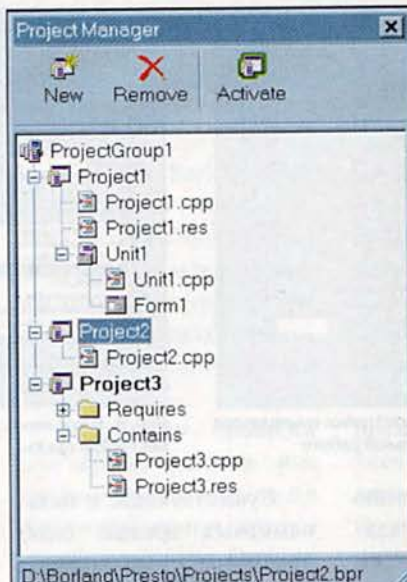 Project Manager
New Remove Activate
ProjectGroup1
Project1
Project1.cpp
Project1.res
Unit1
Unit1.cpp
Form1
Project2
Project2.cpp
Project3
Requires
Contains
Project3.cpp
Project3.res
D:\Borland\Presto\Projects\Project2.bpr